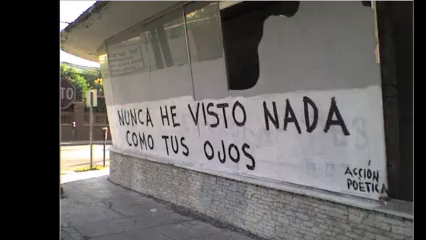 NUNCA HE VISTO NADA
COMO TUS OJOS
ACCIÓN
POÉTICA